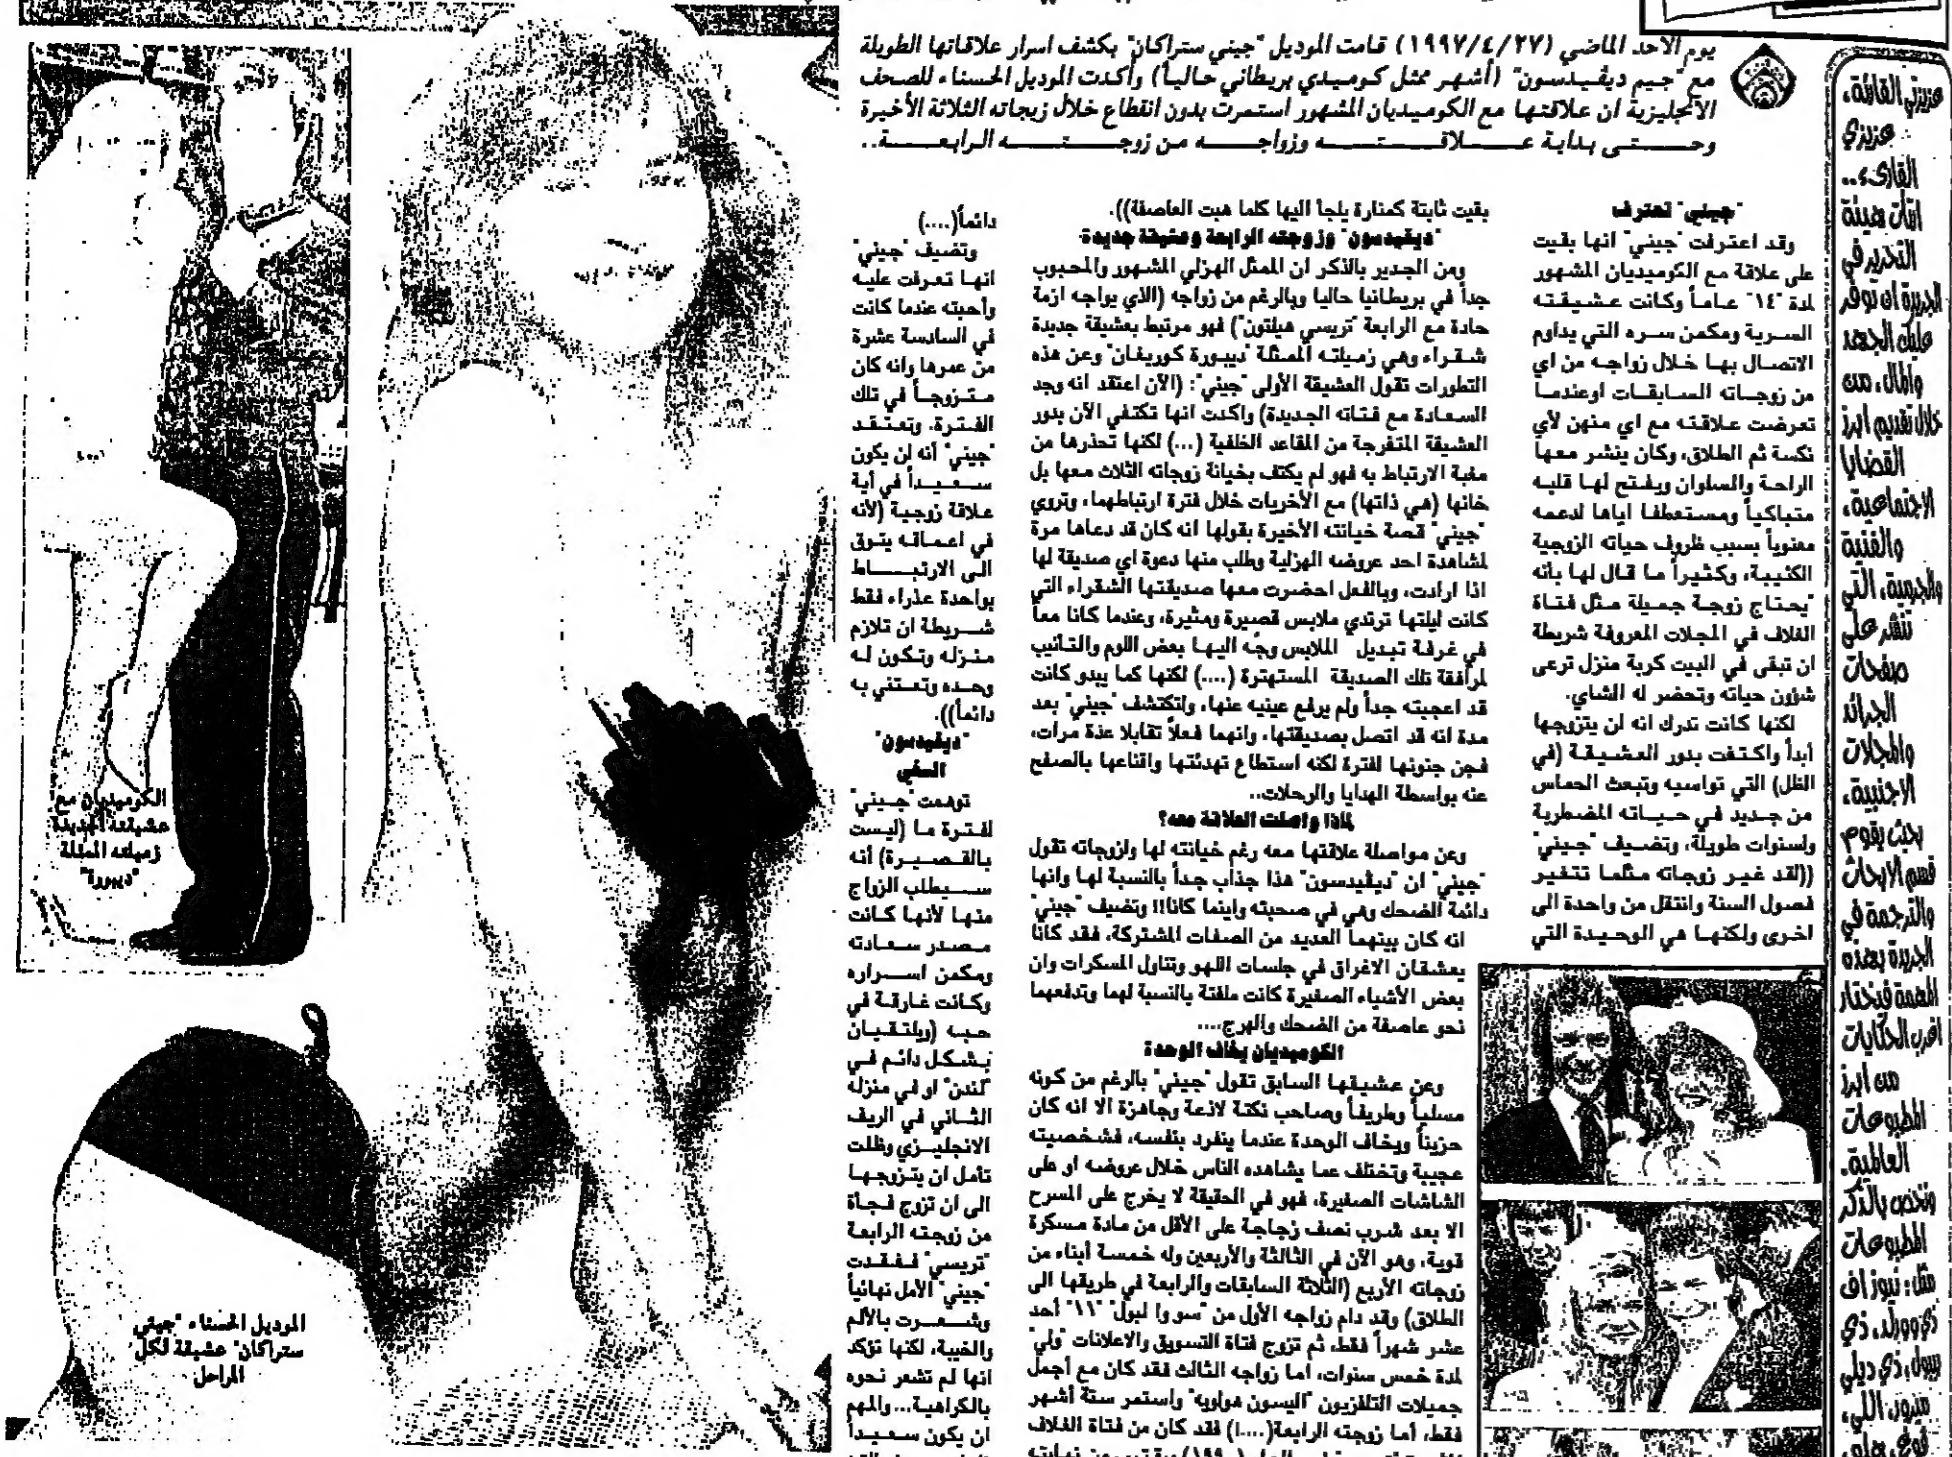 يوم الأحد الماضي (١٩٩٧/٤/٢٧) قامت الموديل "جيني ستراكان" بكشف اسرار علاقاتها الطويلة
مع "جيم ديڤيدسون" (أشهر ممثل كوميدي بريطاني حالياً) وأكدت الموديل الحسناء للصحف
الانجليزية ان علاقتها مع الكوميديان المشهور استمرت بدون انقطاع خلال زيجاته الثلاثة الأخيرة
وحتى بداية علاقته وزواجه من زوجته الرابعة..
عزيزتي القارئة،
عزيزي
القارىء..
التحرير في
الجزيرة ان توفر
عليك الجهد
والمال، من
خلال تقديم ابرز
القضايا
الاجتماعية،
والفنية
التي
تنشر على
صفحات
الجرائد
والمجلات
الاجنبية،
بحيث يقوم
قسم الابحاث
والترجمة في
الجزيرة بهذه
المهمة فيختار
اقرب الحكايات
من ابرز
المطبوعات
العالمية.
ونخص بالذكر
المطبوعات
مثل: نيوز اف
ذي وورلد، ذي
بيبول، ذي ديلي
"جيني" تعترف
وقد اعترفت "جيني" انها بقيت
على علاقة مع الكوميديان المشهور
لمدة "١٤" عاماً وكانت عشيقته
السرية ومكمن سره التي يداوم
الاتصال بها خلال زواجه من اي
من زوجاته السابقات اوعندما
تعرضت علاقته مع اي منهن لأي
نكسة ثم الطلاق، وكان ينشر معها
الراحة والسلوان ويفتح لها قلبه
متباكياً ومستعطفا اياها لدعمه
معنوياً بسبب ظروف حياته الزوجية
الكئيبة، وكثيراً ما قال لها بأنه
"يحتاج زوجة جميلة مثل فتاة
الغلاف في المجلات المعروفة شريطة
ان تبقى في البيت كربة منزل ترعى
شؤون حياته وتحضر له الشاي.
لكنها كانت تدرك انه لن يتزوجها
أبداً واكتفت بدور العشيقة (في
الظل) التي تواسيه وتبعث الحماس
من جديد في حياته المضطربة
ولسنوات طويلة، وتضيف "جيني"
((لقد غير زوجاته مثلما تتغير
فصول السنة وانتقل من واحدة الى
اخرى ولكنها هي الوحيدة التي
بقيت ثابتة كمنارة يلجأ اليها كلما هبت العاصفة)).
"ديڤيدسون" وزوجته الرابعة وعشيقة جديدة
ومن الجدير بالذكر ان الممثل الهزلي المشهور والمحبوب
جداً في بريطانيا حاليا وبالرغم من زواجه (الذي يواجه ازمة
حادة مع الرابعة "تريسي هيلتون") فهو مرتبط بعشيقة جديدة
شقراء وهي زميلته الممثلة "ديبورة كوريغان" وعن هذه
التطورات تقول العشيقة الأولى "جيني": (الآن اعتقد انه وجد
السعادة مع فتاته الجديدة) واكدت انها تكتفي الآن بدور
العشيقة المتفرجة من المقاعد الخلفية (...) لكنها تحذرها من
مغبة الارتباط به فهو لم يكتف بخيانة زوجاته الثلاث معها بل
خانها (هي ذاتها) مع الأخريات خلال فترة ارتباطهما، وتروي
"جيني" قصة خيانته الأخيرة بقولها انه كان قد دعاها مرة
لمشاهدة احد عروضه الهزلية وطلب منها دعوة اي صديقة لها
اذا ارادت، وبالفعل احضرت معها صديقتها الشقراء التي
كانت ليلتها ترتدي ملابس قصيرة ومثيرة، وعندما كانا معاً
في غرفة تبديل الملابس وجّه اليها بعض اللوم والتأنيب
لمرافقة تلك الصديقة المستهترة (....) لكنها كما يبدو كانت
قد اعجبته جداً ولم يرفع عينيه عنها، ولتكتشف "جيني" بعد
مدة انه قد اتصل بصديقتها، وانهما فعلاً تقابلا عدة مرات،
فجن جنونها لفترة لكنه استطاع تهدئتها واقناعها بالصفح
عنه بواسطة الهدايا والرحلات..
لماذا واصلت العلاقة معه؟
وعن مواصلة علاقتها معه رغم خيانته لها ولزوجاته تقول
"جيني" ان "ديڤيدسون" هذا جذاب جداً بالنسبة لها وانها
دائمة الضحك وهي في صحبته واينما كانا!! وتضيف "جيني"
انه كان بينهما العديد من الصفات المشتركة، فقد كانا
يعشقان الاغراق في جلسات اللهو وتناول المسكرات وان
بعض الأشياء الصغيرة كانت ملفتة بالنسبة لهما وتدفعهما
نحو عاصفة من الضحك والهرج....
الكوميديان يخاف الوحدة
وعن عشيقها السابق تقول "جيني" بالرغم من كونه
مسلياً وظريفاً وصاحب نكتة لاذعة وجاهزة الا انه كان
حزيناً ويخاف الوحدة عندما ينفرد بنفسه، فشخصيته
عجيبة وتختلف عما يشاهده الناس خلال عروضه او على
الشاشات الصغيرة، فهو في الحقيقة لا يخرج على المسرح
الا بعد شرب نصف زجاجة على الأقل من مادة مسكرة
قوية، وهو الآن في الثالثة والأربعين وله خمسة أبناء من
زوجاته الأربع (الثلاثة السابقات والرابعة في طريقها الى
الطلاق) وقد دام زواجه الأول من "سو وا لبول" "١١" أحد
عشر شهراً فقط، ثم تزوج فتاة التسويق والاعلانات "ولي"
لمدة خمس سنوات، اما زواجه الثالث فقد كان مع أجمل
جميلات التلفزيون "اليسون هولويه" واستمر ستة أشهر
فقط، أما زوجته الرابعة(....) فقد كان من فتاة الغلاف
دائماً(....)
وتضيف "جيني"
انها تعرفت عليه
وأحبته عندما كانت
في السادسة عشرة
من عمرها وانه كان
متزوجاً في تلك
الفترة، وتعتقد
"جيني" أنه لن يكون
سعيداً في أية
علاقة زوجية (لأنه
في اعماقه يتوق
الى الارتباط
بواحدة عذراء فقط
شريطة ان تلازم
منزله وتكون له
وحده وتعتني به
دائماً)).
"ديڤيدسون"
السخي
توهمت "جيني"
لفترة ما (ليست
بالقصيرة) أنه
سيطلب الزواج
منها لأنها كانت
مصدر سعادته
ومكمن اسراره
وكانت غارقة في
حبه (ويلتقيان
بشكل دائم في
"لندن" او في منزله
الثاني في الريف
الانجليزي وظلت
تأمل ان يتزوجها
الى ان تزوج فجأة
من زوجته الرابعة
"تريسي" ففقدت
"جيني" الأمل نهائياً
وشعرت بالألم
والخيبة، لكنها تؤكد
انها لم تشعر نحوه
بالكراهية... والمهم
ان يكون سعيداً
الكوميديان مع
عشيقته الجديدة
زميلته الممثلة
"ديبورة"
الموديل الحسناء "جيني
ستراكان" عشيقة لكل
المراحل